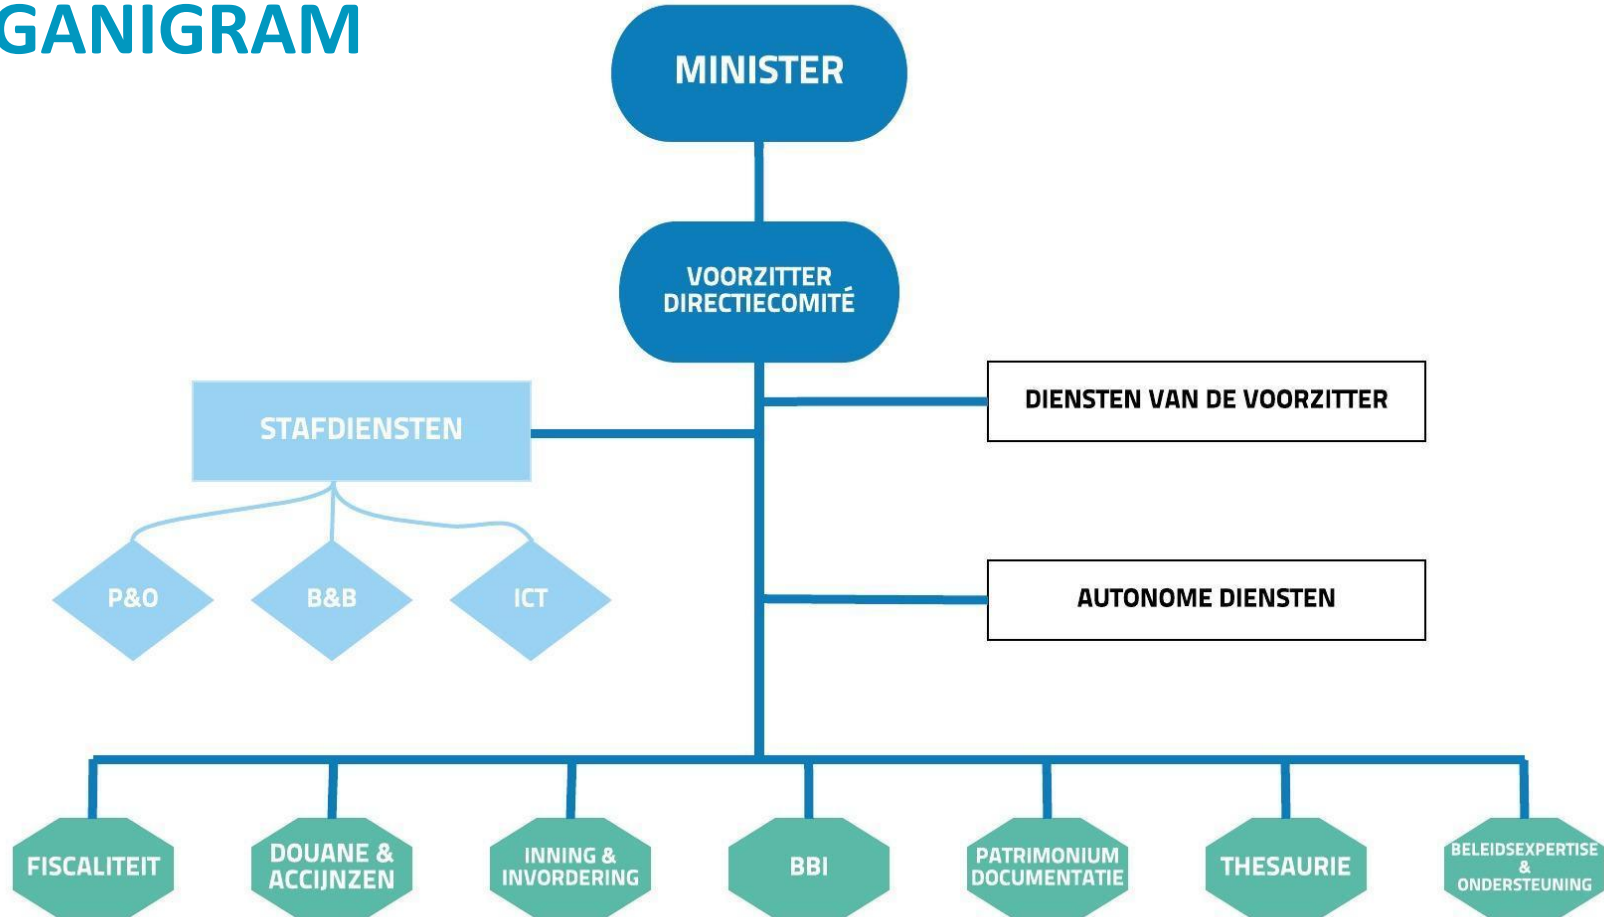 GANIGRAM
MINISTER
VOORZITTER
DIRECTIECOMITÉ
DIENSTEN VAN DE VOORZITTER
STAFDIENSTEN
P&O
B&B
ICT
AUTONOME DIENSTEN
FISCALITEIT
DOUANE &
ACCIJNZEN
INNING &
INVORDERING
BBI
PATRIMONIUM
DOCUMENTATIE
THESAURIE
BELEIDSEXPERTISE
&
ONDERSTEUNING